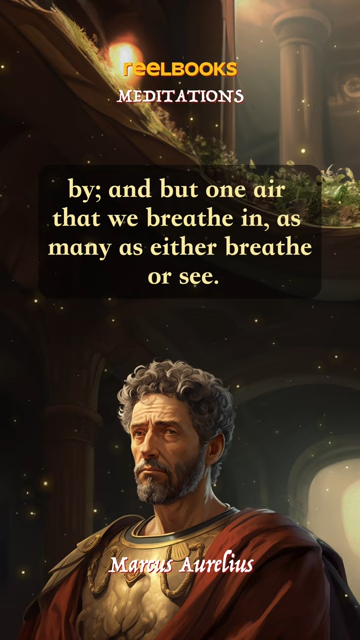 reelBOOKS
MEDITATIONS
by; and but one air
that we breathe in, as
many as either breathe
or see.
Marcus Aurelius